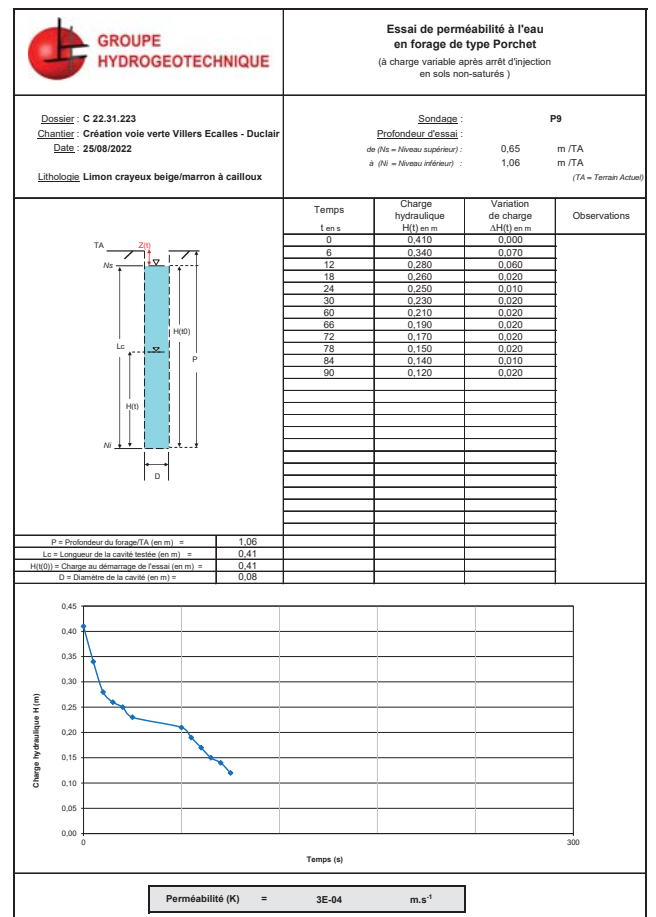 GROUPE
HYDROGEOTECHNIQUE
Essai de perméabilité à l'eau
en forage de type Porchet
(à charge variable après arrêt d'injection
en sols non-saturés )
Dossier : C 22.31.223
Chantier : Création voie verte Villers Ecalles - Duclair
Date : 25/08/2022
Lithologie Limon crayeux beige/marron à cailloux
Sondage : P9
Profondeur d'essai :
de (Ns = Niveau supérieur) : 0,65 m /TA
à (Ni = Niveau inférieur) : 1,06 m /TA
(TA = Terrain Actuel)
Temps Charge Variation
hydraulique de charge Observations
t en s H(t) en m ΔH(t) en m
0 0,410 0,000
6 0,340 0,070
12 0,280 0,060
18 0,260 0,020
24 0,250 0,010
30 0,230 0,020
60 0,210 0,020
66 0,190 0,020
72 0,170 0,020
78 0,150 0,020
84 0,140 0,010
90 0,120 0,020
TA Z(t)
Ns
H(t0)
Lc
P
H(t)
Ni
D
P = Profondeur du forage/TA (en m) = 1,06
Lc = Longueur de la cavité testée (en m) = 0,41
H(t(0)) = Charge au démarrage de l'essai (en m) = 0,41
D = Diamètre de la cavité (en m) = 0,08
0,45
0,40
0,35
0,30
0,25
0,20
0,15
0,10
0,05
0,00
Charge hydraulique H (m)
0 300
Temps (s)
Perméabilité (K) = 3E-04 m.s⁻¹